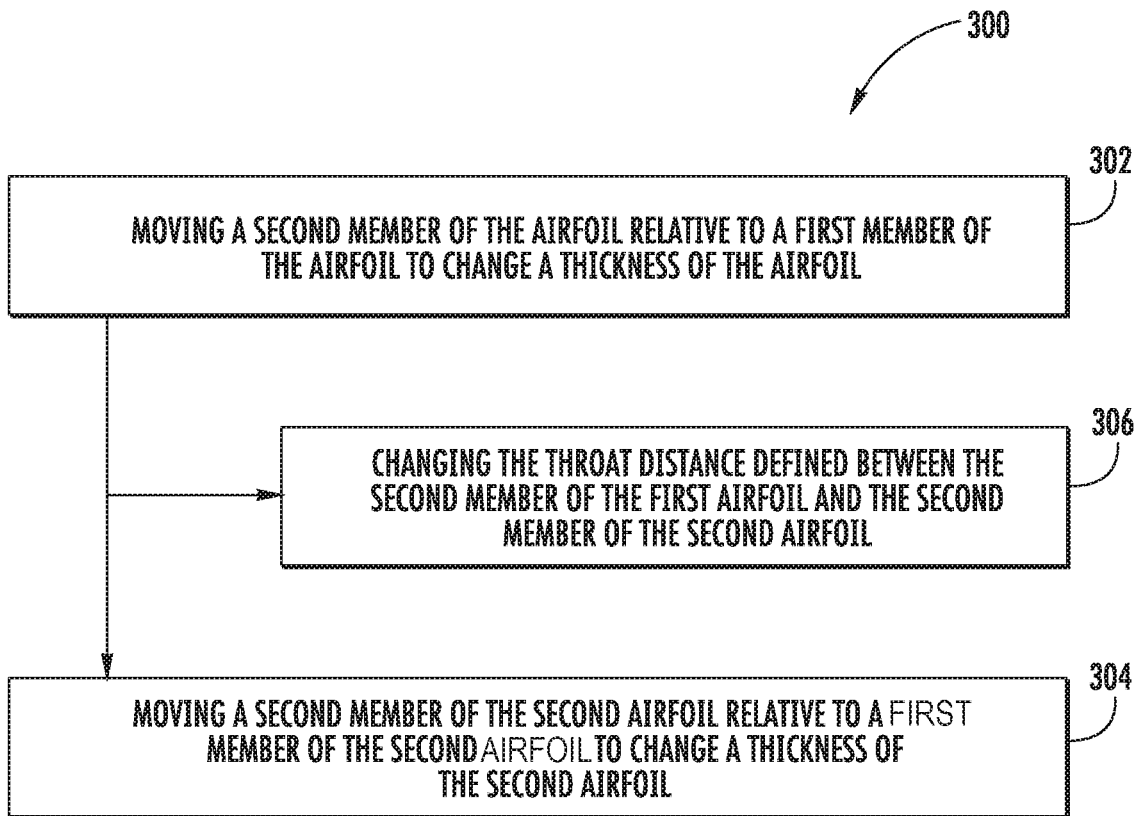 300
302
MOVING A SECOND MEMBER OF THE AIRFOIL RELATIVE TO A FIRST MEMBER OF
THE AIRFOIL TO CHANGE A THICKNESS OF THE AIRFOIL
306
CHANGING THE THROAT DISTANCE DEFINED BETWEEN THE
SECOND MEMBER OF THE FIRST AIRFOIL AND THE SECOND
MEMBER OF THE SECOND AIRFOIL
304
MOVING A SECOND MEMBER OF THE SECOND AIRFOIL RELATIVE TO A FIRST
MEMBER OF THE SECOND AIRFOIL TO CHANGE A THICKNESS OF
THE SECOND AIRFOIL